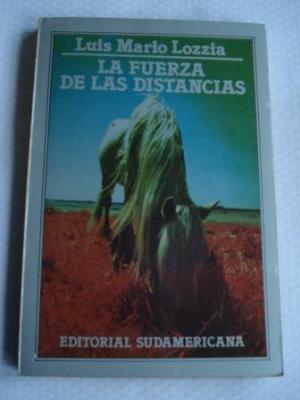 Luis Mario Lozzia
LA FUERZA
DE LAS DISTANCIAS
EDITORIAL SUDAMERICANA